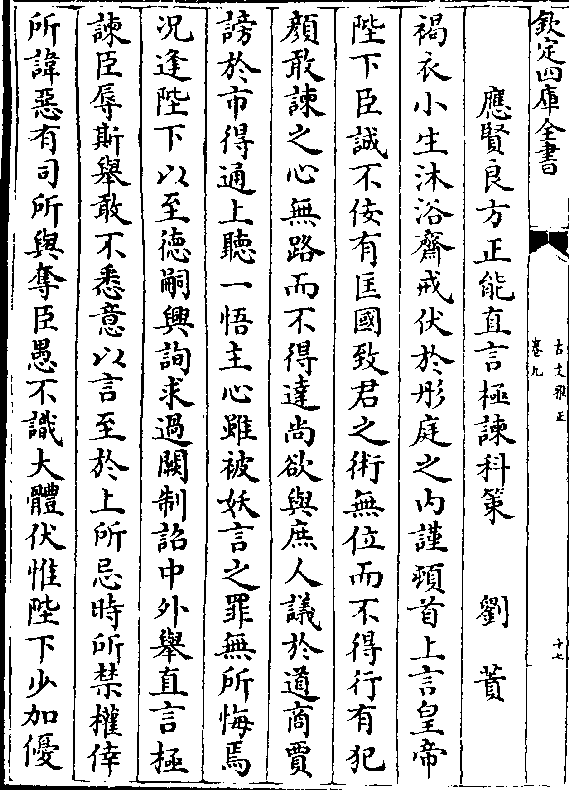 欽定四庫全書
古文雅正
卷九
十七
應賢良方正能直言極諫科策 劉蕡
褐衣小生沐浴齋戒伏於彤庭之内謹頓首上言皇帝
陛下臣誠不佞有匡國致君之術無位而不得行有犯
顏敢諫之心無路而不得達尚欲與庶人議於道商賈
謗於市得通上聽一悟主心雖被妖言之罪無所悔焉
况逢陛下以至德嗣興詢求過闕制詔中外舉直言極
諫臣辱斯舉敢不悉意以言至於上所忌時所禁權倖
所諱惡有司所與奪臣愚不識大體伏惟陛下少加優